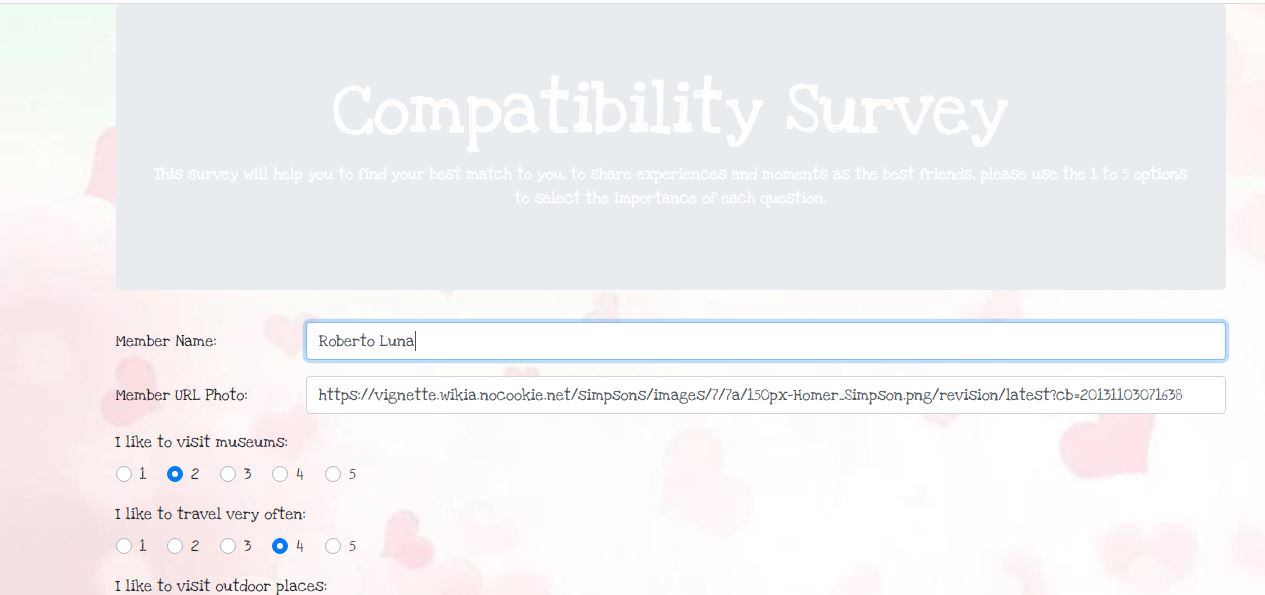 Compatibility Survey
This survey will help you to find your best match to you, to share experiences and moments as the best friends, please use the 1 to 5 options
to select the importance of each question.
Member Name: Roberto Luna
Member URL Photo: https://vignette.wikia.nocookie.net/simpsons/images/7/7a/150px-Homer_Simpson.png/revision/latest?cb=20131103071638
I like to visit museums:
1 2 3 4 5
I like to travel very often:
1 2 3 4 5
I like to visit outdoor places: